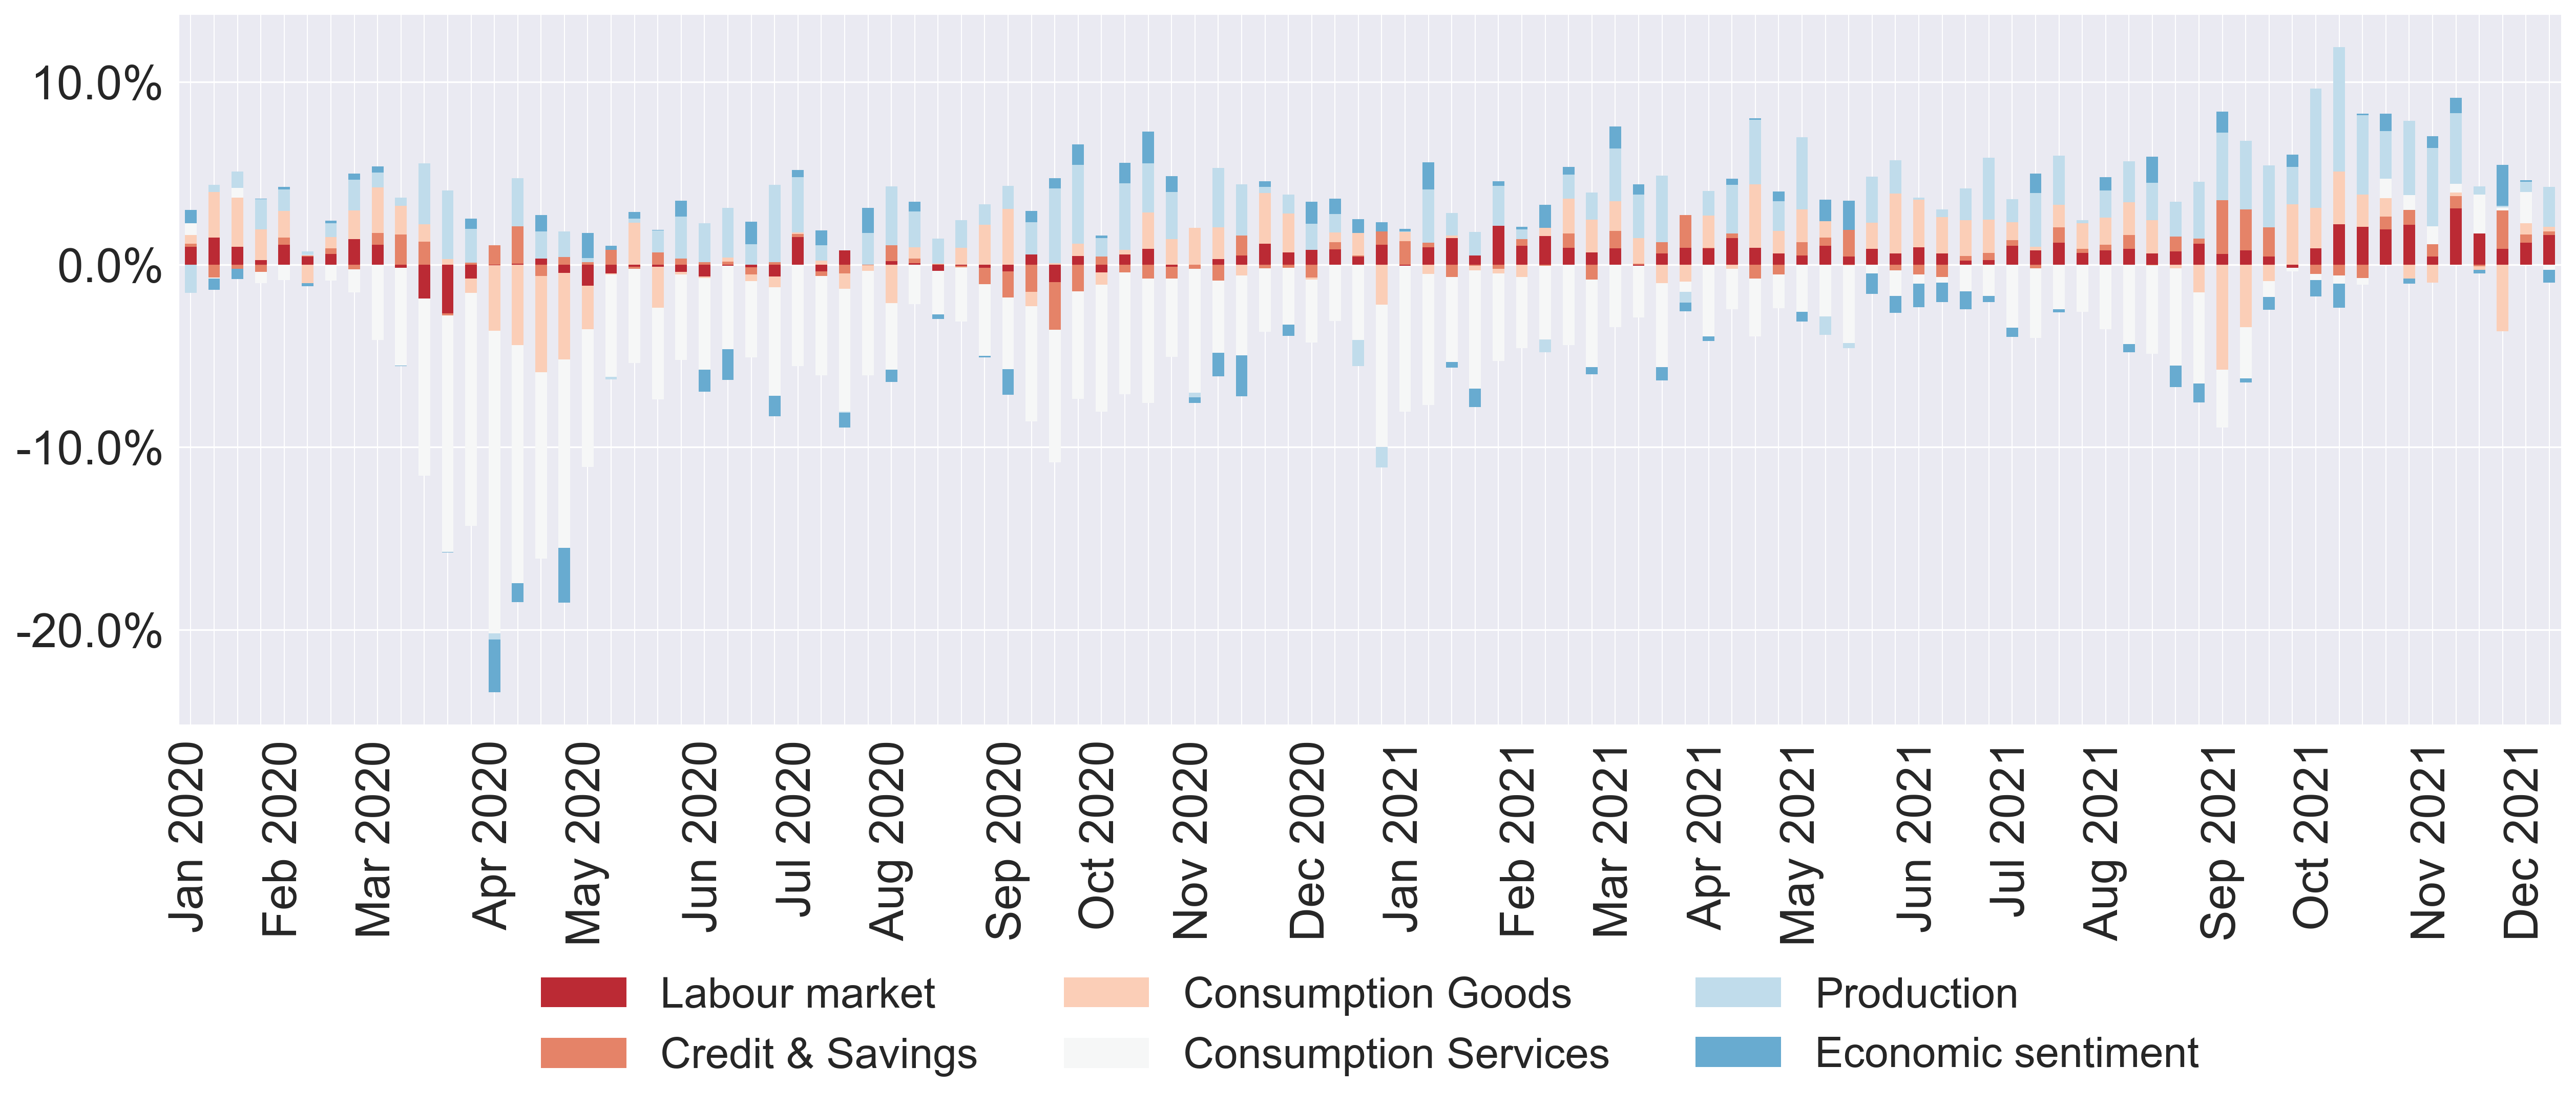 10.0%
0.0%
-10.0%
-20.0%
Jan 2020
Feb 2020
Mar 2020
Apr 2020
May 2020
Jun 2020
Jul 2020
Aug 2020
Sep 2020
Oct 2020
Nov 2020
Dec 2020
Jan 2021
Feb 2021
Mar 2021
Apr 2021
May 2021
Jun 2021
Jul 2021
Aug 2021
Sep 2021
Oct 2021
Nov 2021
Dec 2021
Labour market
Credit & Savings
Consumption Goods
Consumption Services
Production
Economic sentiment